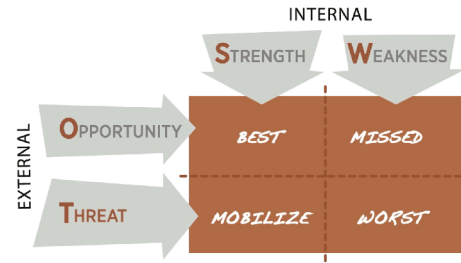 INTERNAL
STRENGTH
WEAKNESS
EXTERNAL
OPPORTUNITY
BEST
MISSED
THREAT
MOBILIZE
WORST